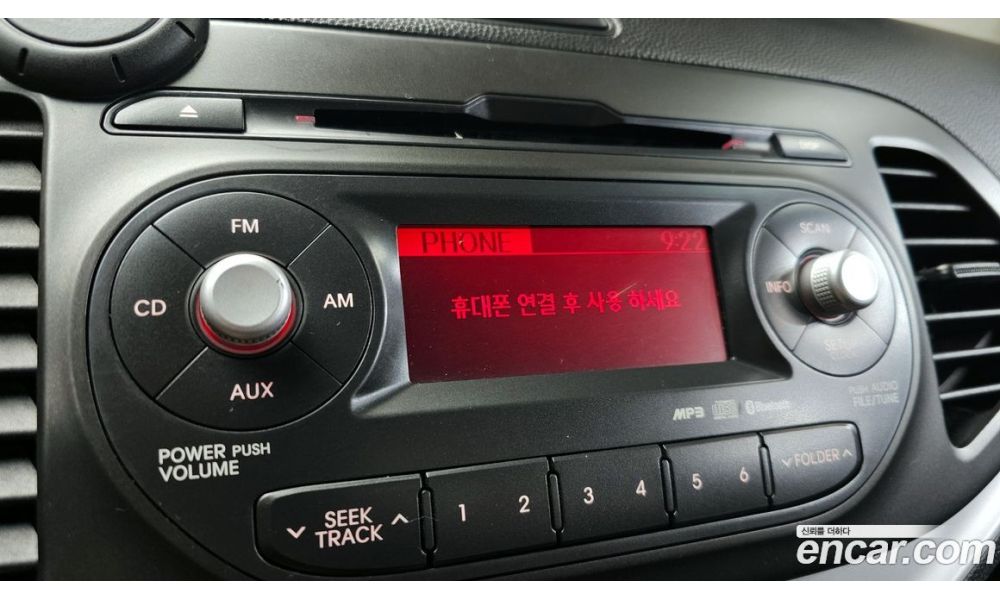 FM
CD
AM
AUX
POWER PUSH
VOLUME
PHONE 9:22
휴대폰 연결 후 사용 하세요
SCAN
INFO
SETUP
PUSH AUDIO
FILE/TUNE
MP3
Bluetooth
SEEK
TRACK
1 2 3 4 5 6
FOLDER
신뢰를 더하다
encar.com